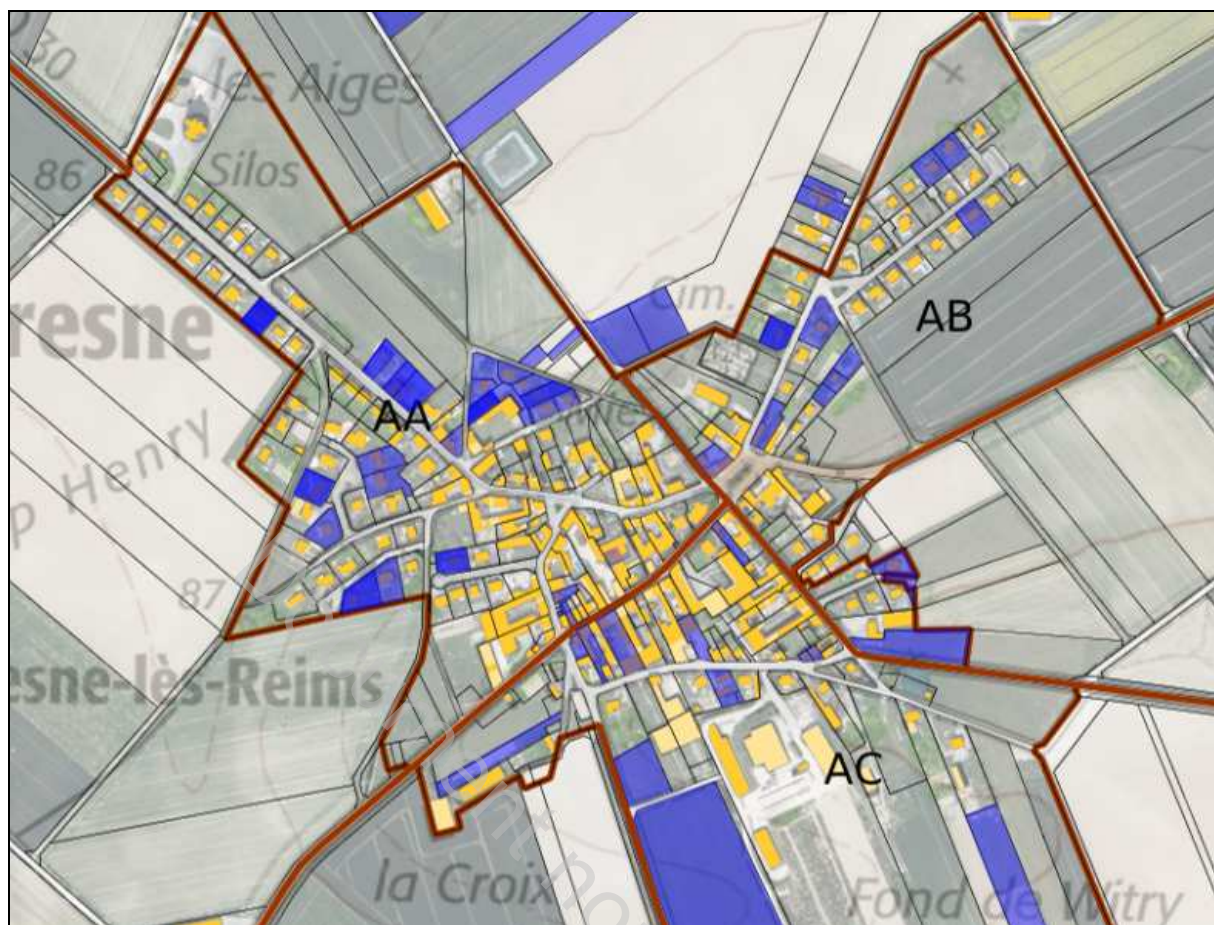 30
les Aiges
Silos
86
Cim.
resne
AB
AA
p Henry
87
esne-lès-Reims
AC
la Croix
Fond de Witry